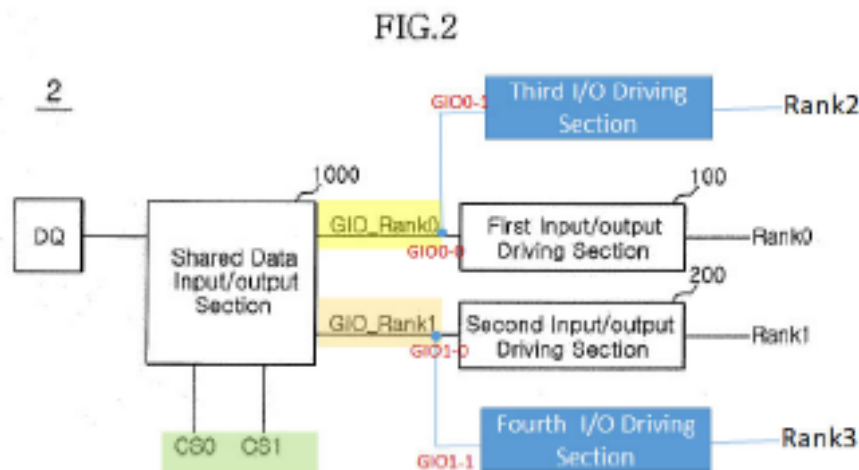 FIG.2
2
GIO0-1
Third I/O Driving
Section
Rank2
1000
100
DQ
Shared Data
Input/output
Section
GIO_Rank0
GIO0-0
First Input/output
Driving Section
Rank0
200
GIO_Rank1
GIO1-0
Second Input/output
Driving Section
Rank1
CS0 CS1
GIO1-1
Fourth I/O Driving
Section
Rank3